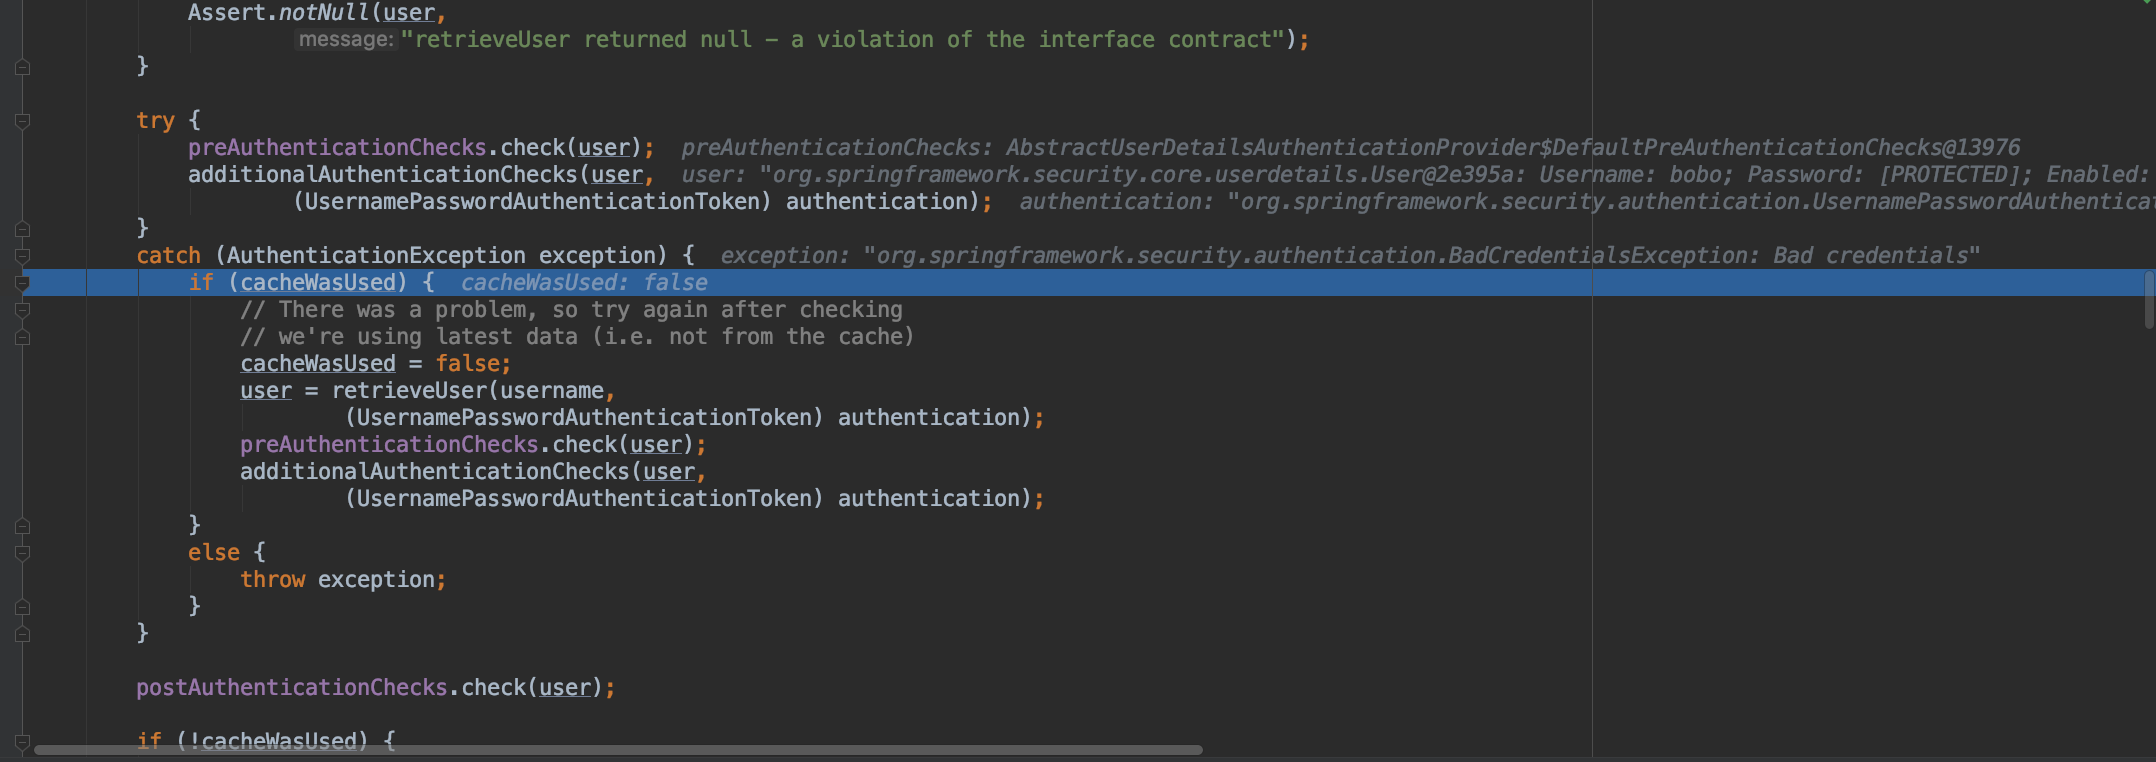 Assert.notNull(user,
message: "retrieveUser returned null – a violation of the interface contract");
}
try {
preAuthenticationChecks.check(user); preAuthenticationChecks: AbstractUserDetailsAuthenticationProvider$DefaultPreAuthenticationChecks@13976
additionalAuthenticationChecks(user, user: "org.springframework.security.core.userdetails.User@2e395a: Username: bobo; Password: [PROTECTED]; Enabled:
(UsernamePasswordAuthenticationToken) authentication); authentication: "org.springframework.security.authentication.UsernamePasswordAuthenticat
}
catch (AuthenticationException exception) { exception: "org.springframework.security.authentication.BadCredentialsException: Bad credentials"
if (cacheWasUsed) { cacheWasUsed: false
// There was a problem, so try again after checking
// we're using latest data (i.e. not from the cache)
cacheWasUsed = false;
user = retrieveUser(username,
(UsernamePasswordAuthenticationToken) authentication);
preAuthenticationChecks.check(user);
additionalAuthenticationChecks(user,
(UsernamePasswordAuthenticationToken) authentication);
}
else {
throw exception;
}
}
postAuthenticationChecks.check(user);
if (!cacheWasUsed) {